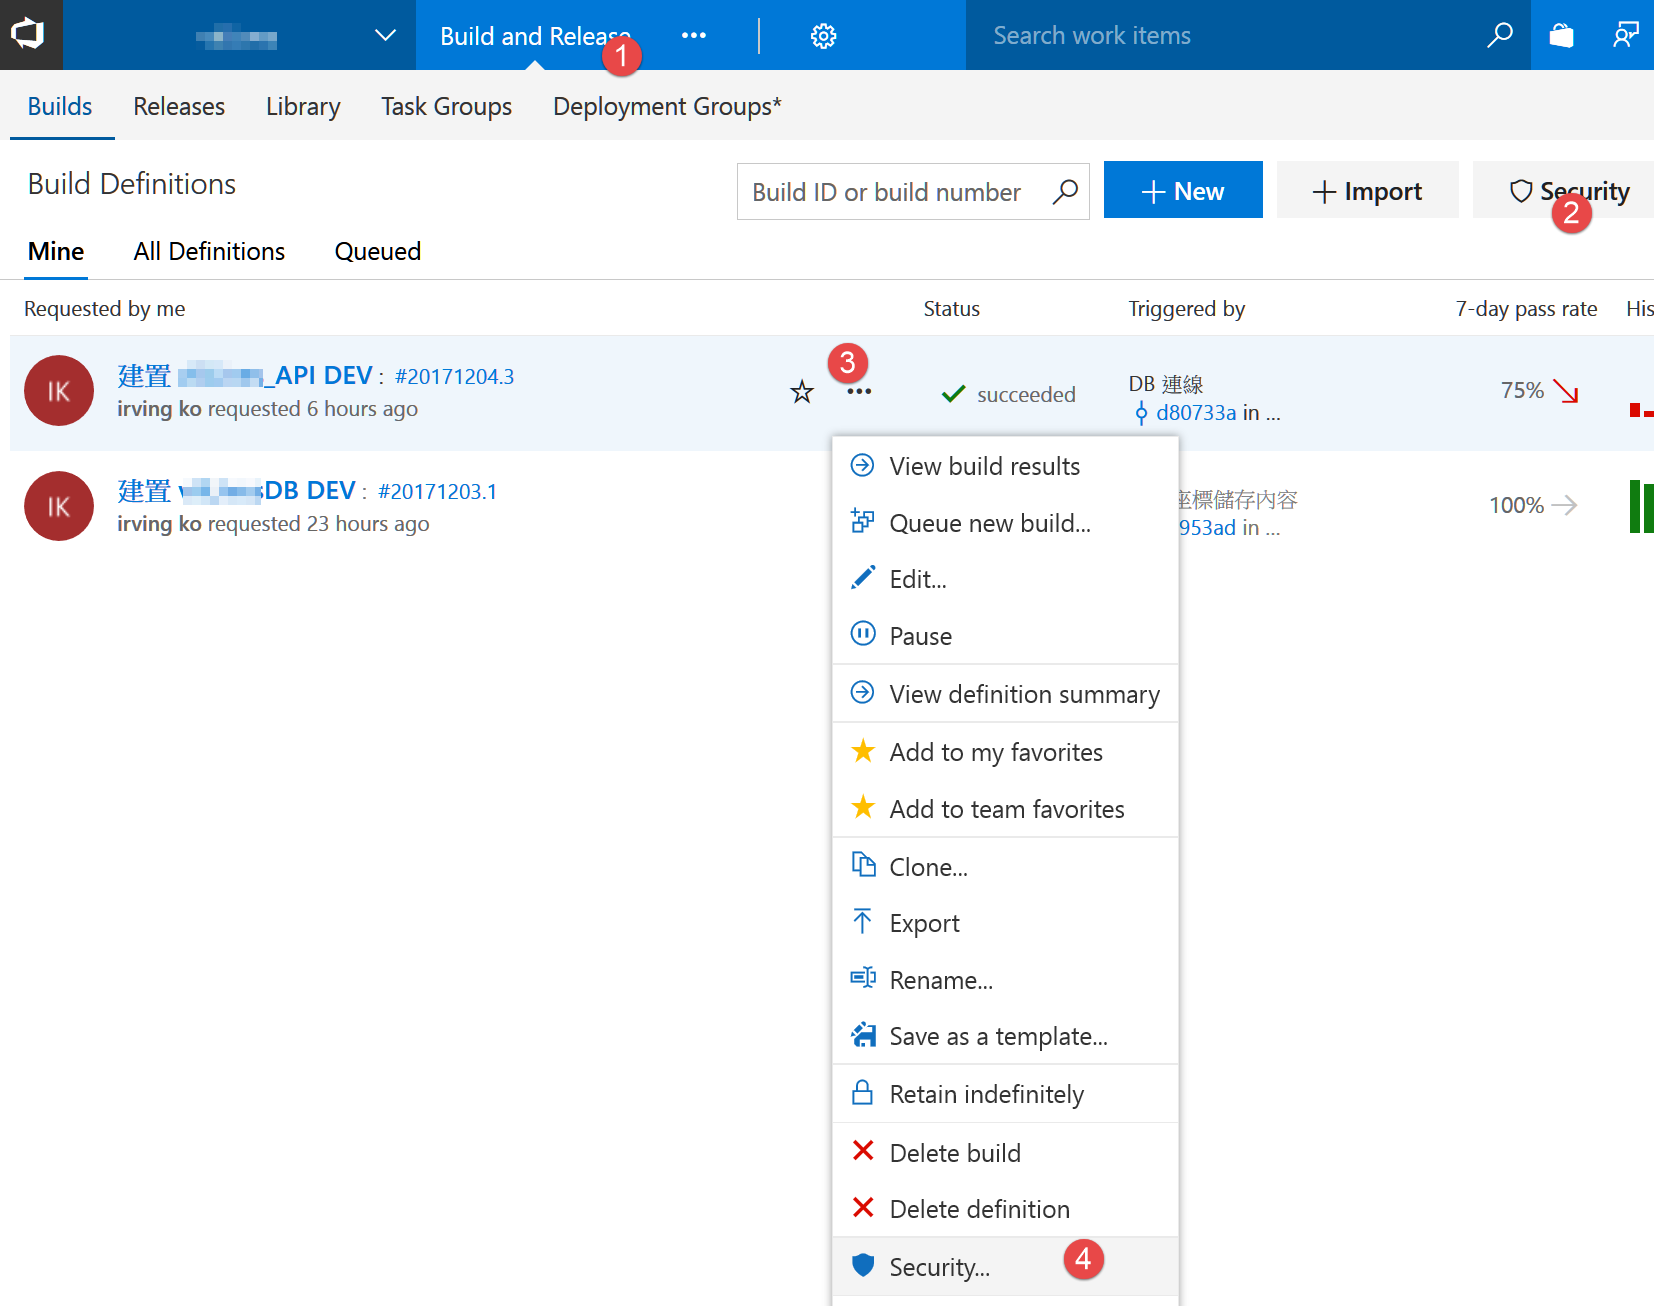 Build and Release ••• Search work items
1
Builds Releases Library Task Groups Deployment Groups*
Build Definitions
Build ID or build number New Import Security
2
Mine All Definitions Queued
Requested by me Status Triggered by 7-day pass rate His
3
IK 建置 _API DEV : #20171204.3
irving ko requested 6 hours ago
succeeded
DB 連線
d80733a in ...
75%
IK 建置 DB DEV : #20171203.1
irving ko requested 23 hours ago
座標儲存內容
953ad in ...
100%
View build results
Queue new build...
Edit...
Pause
View definition summary
Add to my favorites
Add to team favorites
Clone...
Export
Rename...
Save as a template...
Retain indefinitely
Delete build
Delete definition
Security... 4